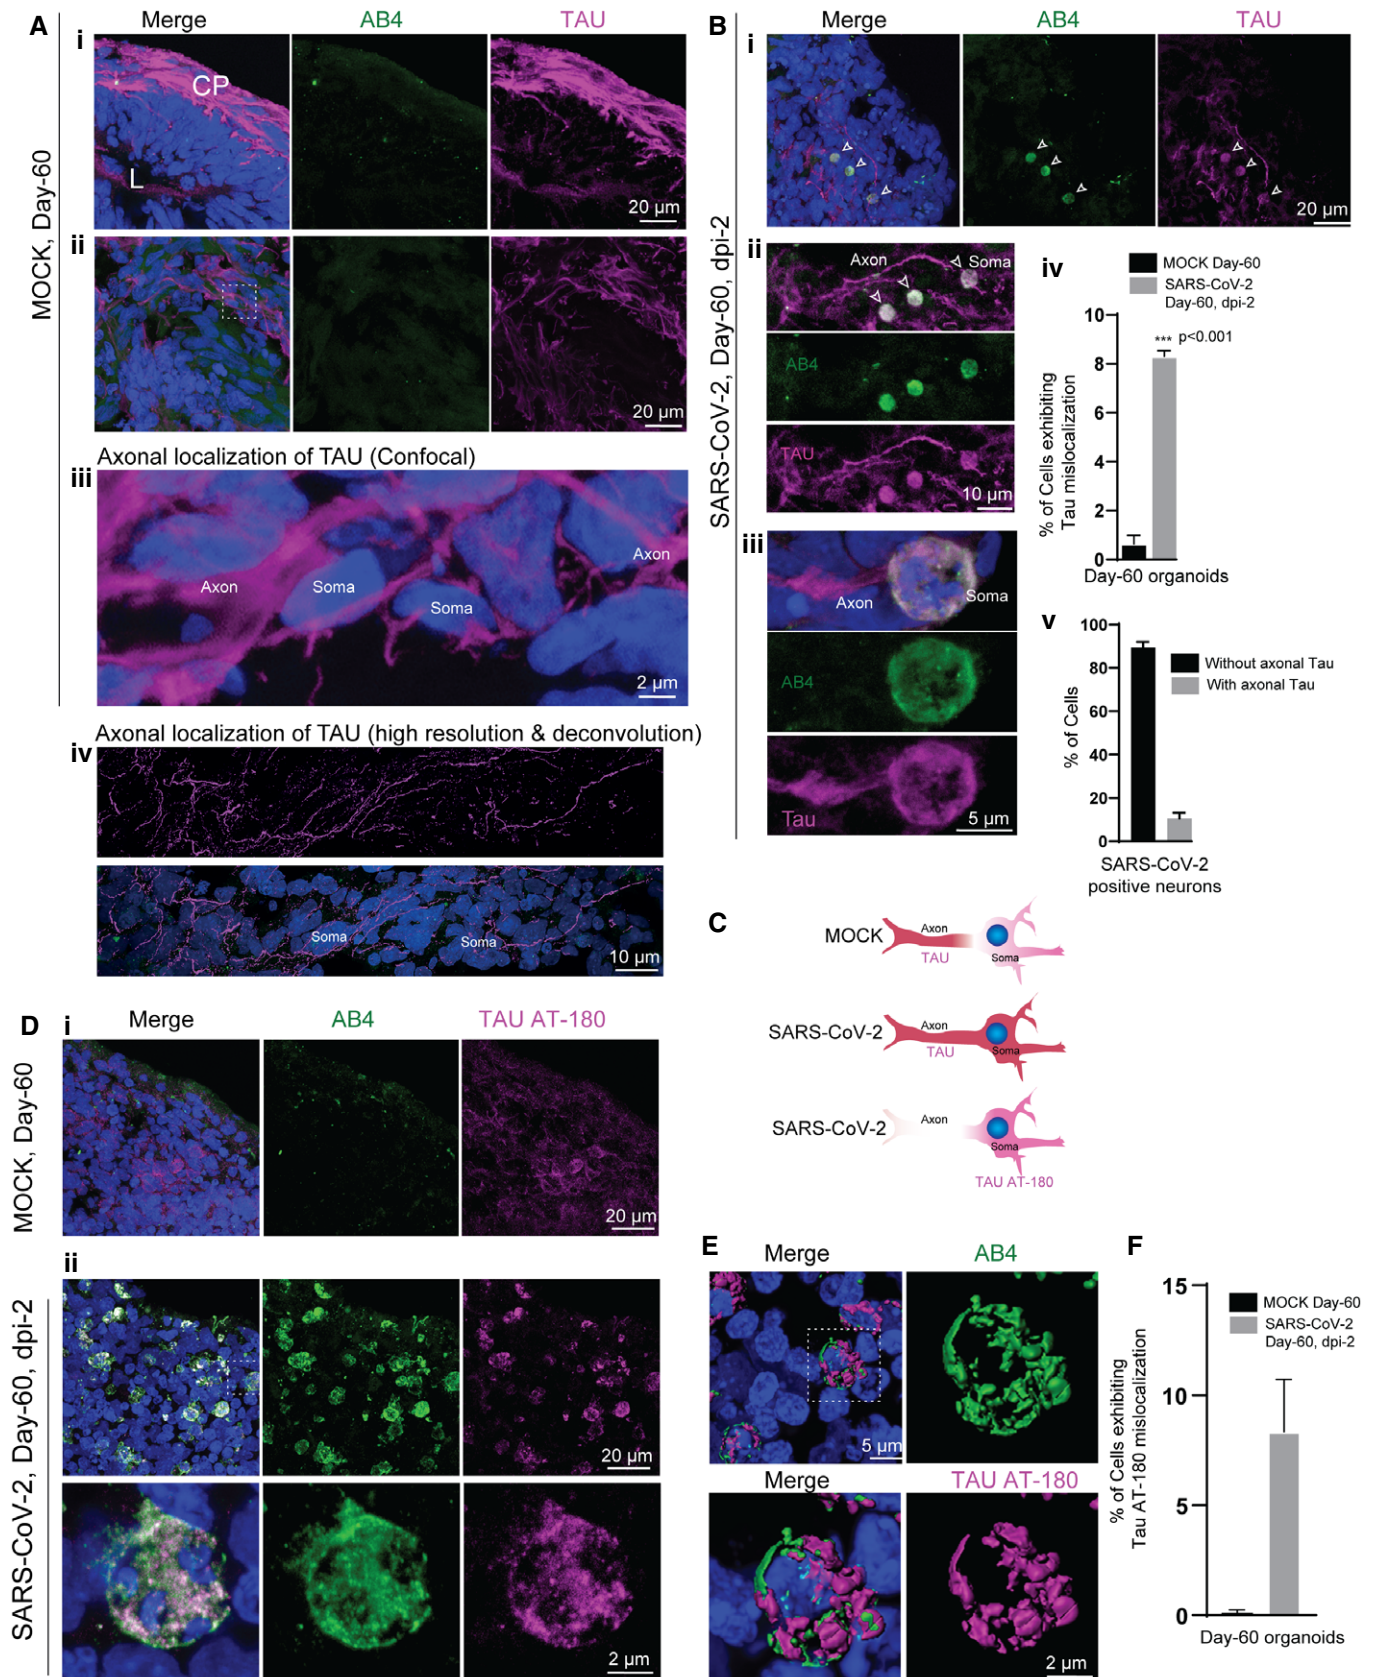 A
Merge
AB4
TAU
MOCK, Day-60
i
CP
L
20 µm
ii
20 µm
Axonal localization of TAU (Confocal)
iii
Axon
Soma
Soma
Axon
2 µm
Axonal localization of TAU (high resolution & deconvolution)
iv
Soma
Soma
10 µm
B
Merge
AB4
TAU
SARS-CoV-2, Day-60, dpi-2
i
20 µm
ii
Axon
Soma
AB4
TAU
10 µm
iii
Axon
Soma
AB4
Tau
5 µm
iv
MOCK Day-60
SARS-CoV-2
Day-60, dpi-2
10
8
6
4
2
0
*** p<0.001
% of Cells exhibiting
Tau mislocalization
Day-60 organoids
v
100
80
60
40
20
0
% of Cells
Without axonal Tau
With axonal Tau
SARS-CoV-2
positive neurons
C
MOCK
Axon
TAU
Soma
SARS-CoV-2
Axon
TAU
Soma
SARS-CoV-2
Axon
Soma
TAU AT-180
D
i
Merge
AB4
TAU AT-180
MOCK, Day-60
20 µm
ii
SARS-CoV-2, Day-60, dpi-2
20 µm
2 µm
E
Merge
AB4
5 µm
Merge
TAU AT-180
2 µm
F
15
10
5
0
MOCK Day-60
SARS-CoV-2
Day-60, dpi-2
% of Cells exhibiting
Tau AT-180 mislocalization
Day-60 organoids